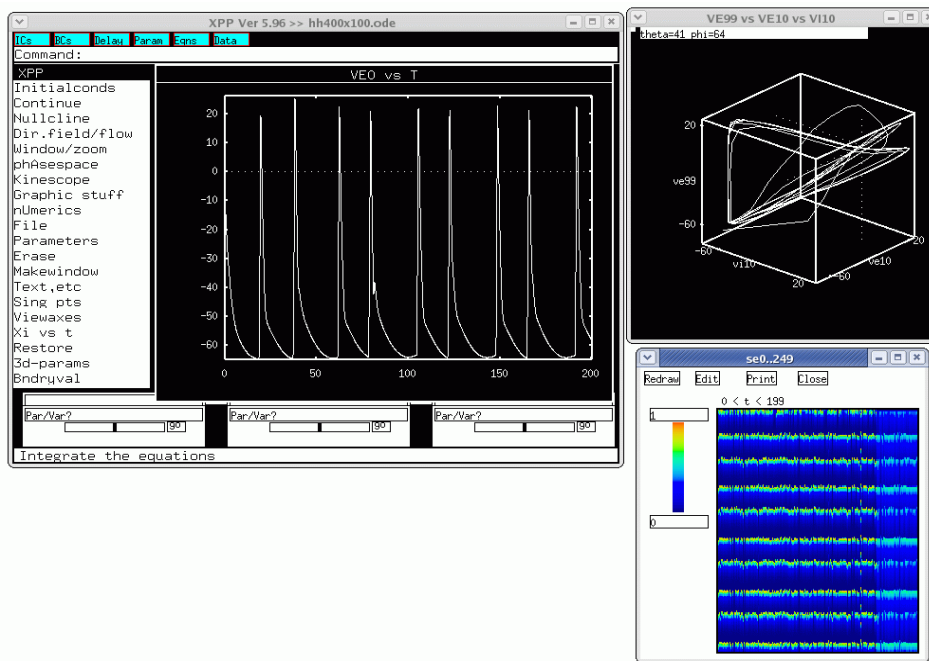 XPP Ver 5.96 >> hh400x100.ode
ICs BCs Delay Param Eqns Data
Command:
XPP
Initialconds
Continue
Nullcline
Dir.field/flow
Window/zoom
phAsespace
Kinescope
Graphic stuff
nUmerics
File
Parameters
Erase
Makewindow
Text,etc
Sing pts
Viewaxes
Xi vs t
Restore
3d-params
Bndryval
VE0 vs T
20
0
-10
-20
-30
-40
-50
-60
0 50 100 150 200
Par/Var? Par/Var? Par/Var?
go go go
Integrate the equations
VE99 vs VE10 vs VI10
theta=41 phi=64
20
ve99
-60
-60
vi10
20
-60
ve10
20
se0..249
Redraw Edit Print Close
0 < t < 199
1
0